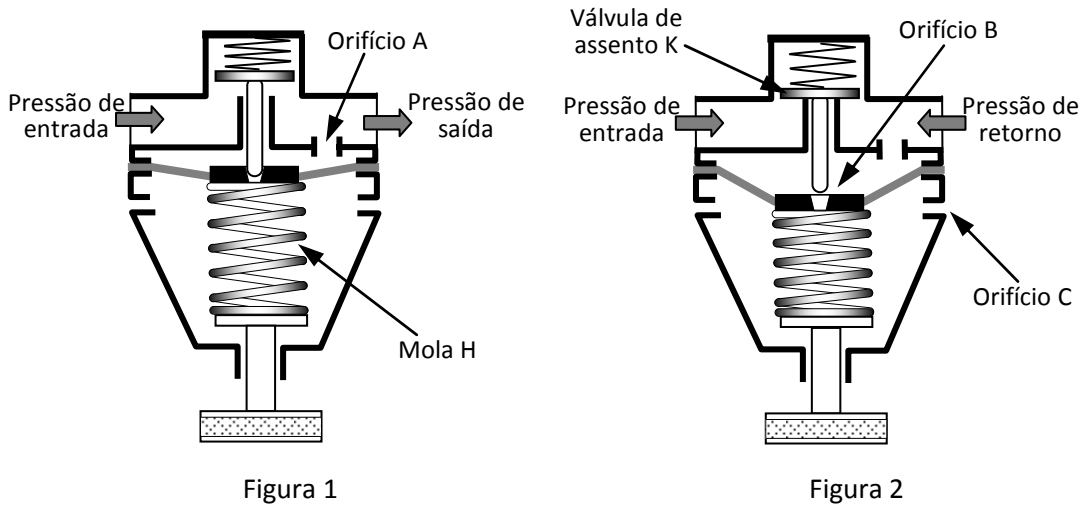 Orifício A
Pressão de
entrada
Pressão de
saída
Mola H
Figura 1
Válvula de
assento K
Orifício B
Pressão de
entrada
Pressão de
retorno
Orifício C
Figura 2